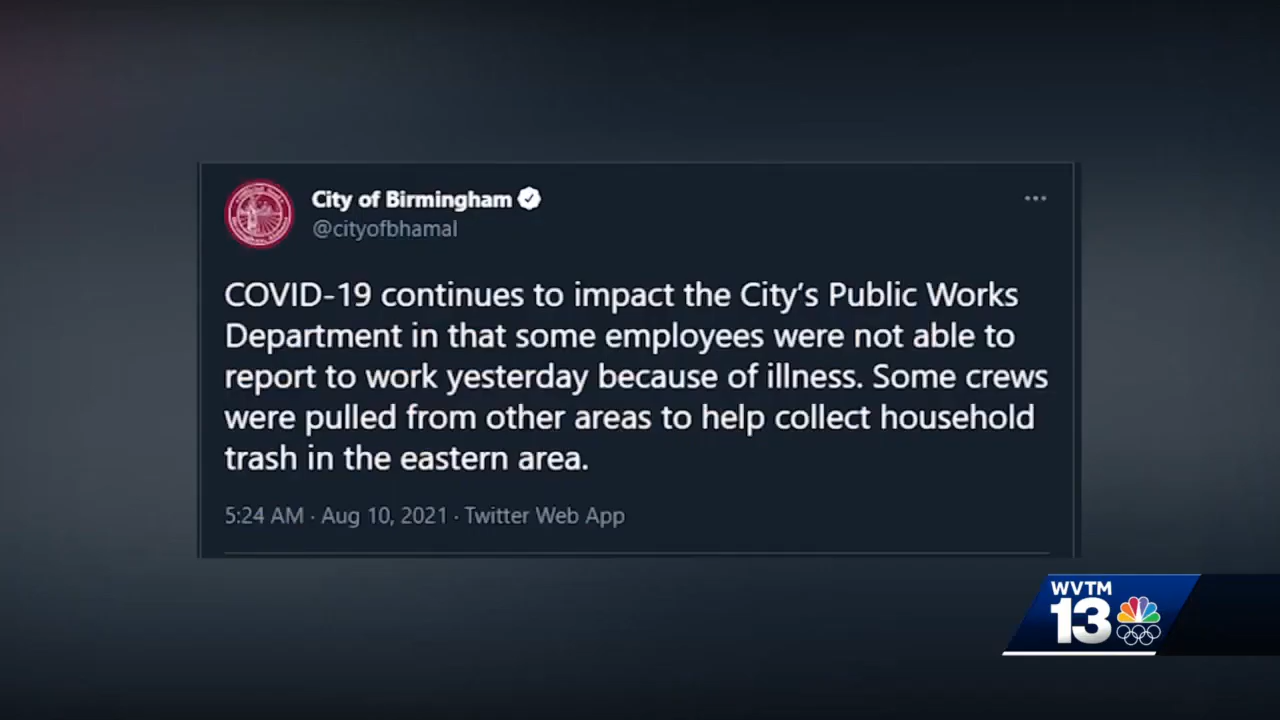 City of Birmingham
@cityofbhamal
COVID-19 continues to impact the City's Public Works
Department in that some employees were not able to
report to work yesterday because of illness. Some crews
were pulled from other areas to help collect household
trash in the eastern area.
5:24 AM · Aug 10, 2021 · Twitter Web App
WVTM
13